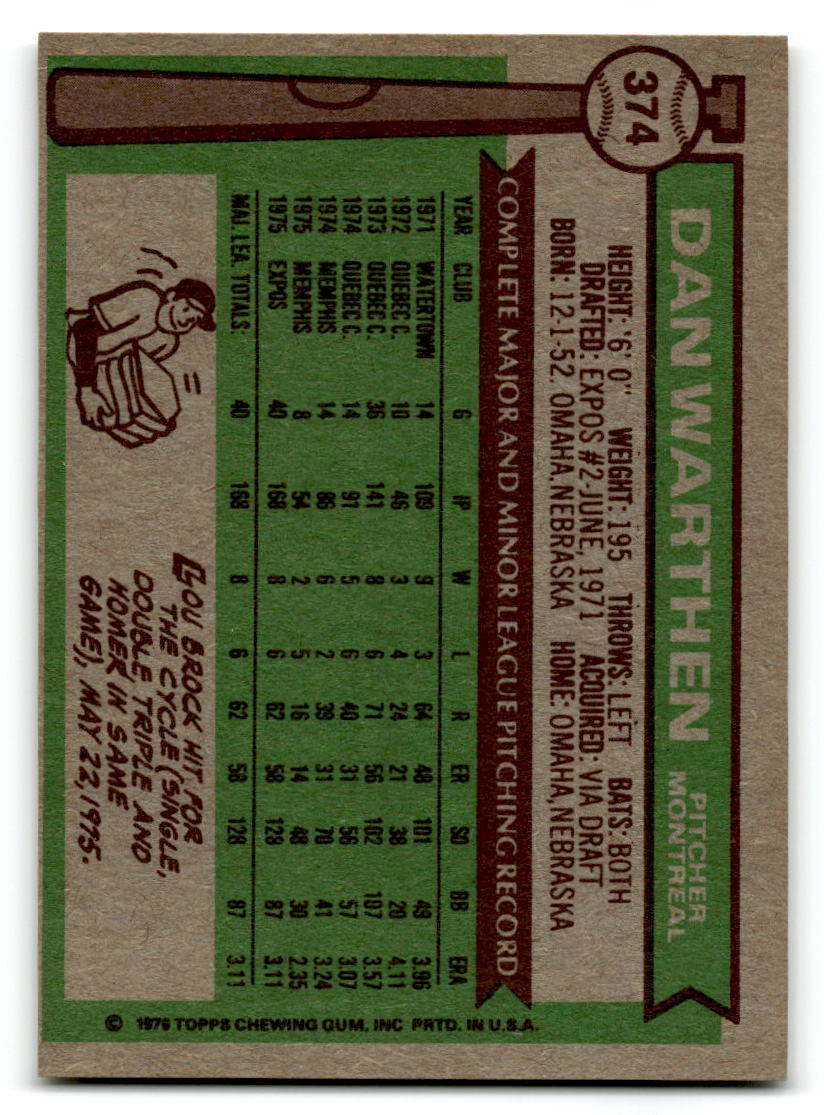 374
DAN WARTHEN
PITCHER
MONTREAL
HEIGHT: '6' 0" WEIGHT: 195 THROWS: LEFT BATS: BOTH
DRAFTED: EXPOS #2-JUNE, 1971 ACQUIRED: VIA DRAFT
BORN: 12-1-52. OMAHA, NEBRASKA HOME: OMAHA, NEBRASKA
COMPLETE MAJOR AND MINOR LEAGUE PITCHING RECORD
YEAR CLUB G IP W L R ER SO BB ERA
1971 WATERTOWN 14 109 9 3 64 48 101 49 3.96
1972 QUEBEC C. 10 46 3 4 24 21 38 20 4.11
1973 QUEBEC C. 36 141 8 6 71 56 102 107 3.57
1974 QUEBEC C. 14 91 5 6 40 31 56 57 3.07
1974 MEMPHIS 14 86 6 2 39 31 70 41 3.24
1975 MEMPHIS 8 54 2 5 16 14 48 30 2.35
1975 EXPOS 40 168 8 6 62 58 128 87 3.11
MAJ. LEA. TOTALS: 40 168 8 6 62 58 128 87 3.11
LOU BROCK HIT FOR
THE CYCLE (SINGLE,
DOUBLE, TRIPLE AND
HOMER IN SAME
GAME), MAY 22, 1975.
© 1976 TOPPS CHEWING GUM, INC PRTD. IN U.S.A.